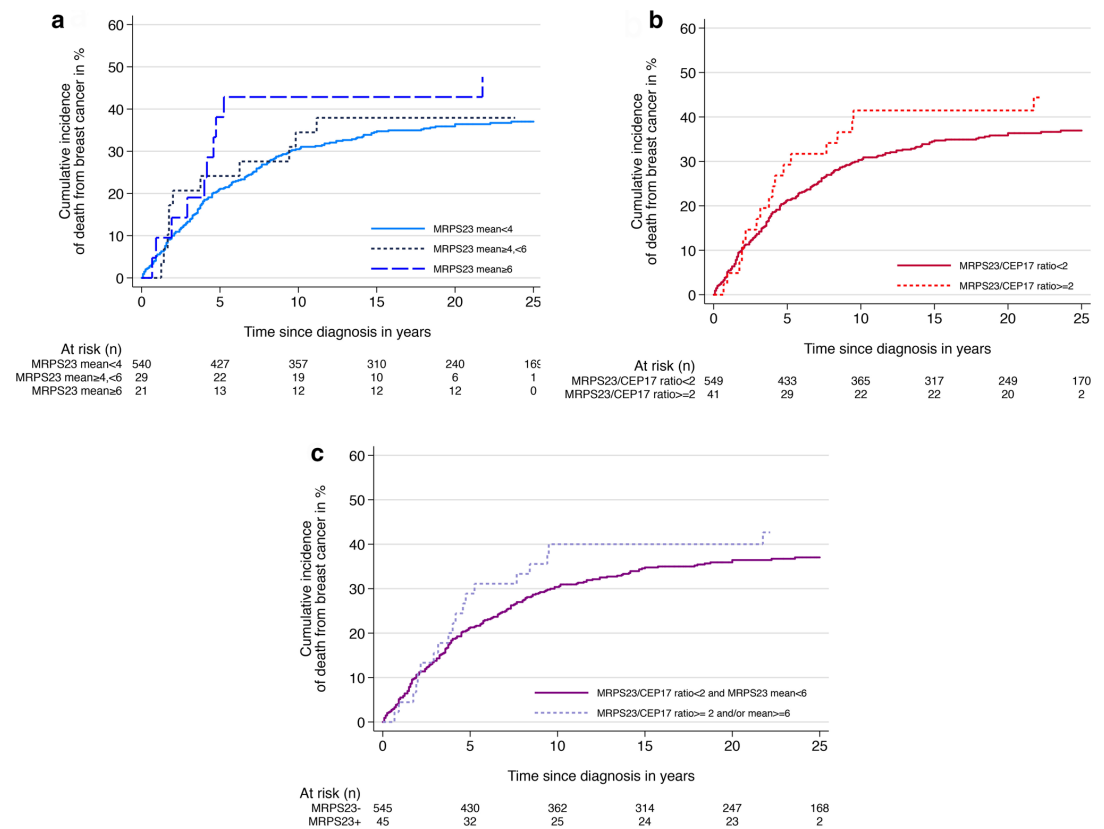 a
Cumulative incidence
of death from breast cancer in %
60
50
40
30
20
10
0
MRPS23 mean<4
MRPS23 mean≥4,<6
MRPS23 mean≥6
0 5 10 15 20 25
Time since diagnosis in years
At risk (n)
MRPS23 mean<4 540 427 357 310 240 169
MRPS23 mean≥4,<6 29 22 19 10 6 1
MRPS23 mean≥6 21 13 12 12 12 0
b
Cumulative incidence
of death from breast cancer in %
60
50
40
30
20
10
0
MRPS23/CEP17 ratio<2
MRPS23/CEP17 ratio>=2
0 5 10 15 20 25
Time since diagnosis in years
At risk (n)
MRPS23/CEP17 ratio<2 549 433 365 317 249 170
MRPS23/CEP17 ratio>=2 41 29 22 22 20 2
c
Cumulative incidence
of death from breast cancer in %
60
50
40
30
20
10
0
MRPS23/CEP17 ratio<2 and MRPS23 mean<6
MRPS23/CEP17 ratio>= 2 and/or mean>=6
0 5 10 15 20 25
Time since diagnosis in years
At risk (n)
MRPS23- 545 430 362 314 247 168
MRPS23+ 45 32 25 24 23 2